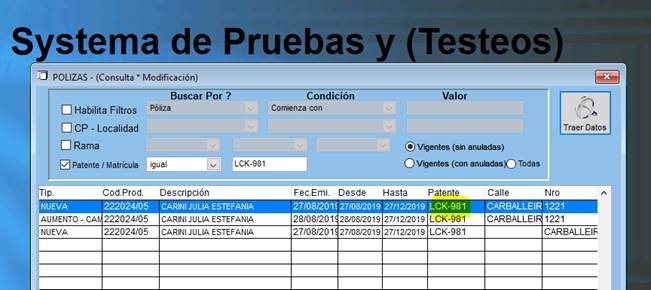 Systema de Pruebas y (Testeos)
POLIZAS - (Consulta * Modificación)
Buscar Por ? Condición Valor
Habilita Filtros Póliza Comienza con
CP - Localidad
Rama Vigentes (sin anuladas)
Patente / Matrícula igual LCK-981 Vigentes (con anuladas) Todas
Traer Datos
Tip. Cod.Prod. Descripción Fec.Emi. Desde Hasta Patente Calle Nro
NUEVA 222024/05 CARINI JULIA ESTEFANIA 27/08/2019 27/08/2019 27/12/2019 LCK-981 CARBALLEIR 1221
AUMENTO - CAM 222024/05 CARINI JULIA ESTEFANIA 28/08/2019 28/08/2019 27/12/2019 LCK-981 CARBALLEIR 1221
NUEVA 222024/05 CARINI JULIA ESTEFANIA 27/08/2019 27/08/2019 27/12/2019 LCK-981 CARBALLEIR